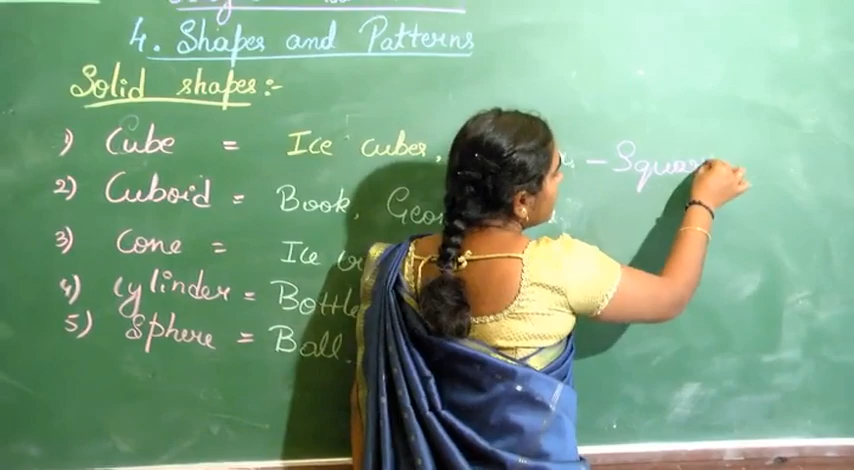 4. Shapes and Patterns
Solid shapes:-
1) Cube = Ice cubes, - Squar
2) Cuboid = Book, Geo
3) Cone = Ice
4) Cylinder = Bottle
5) Sphere = Ball.